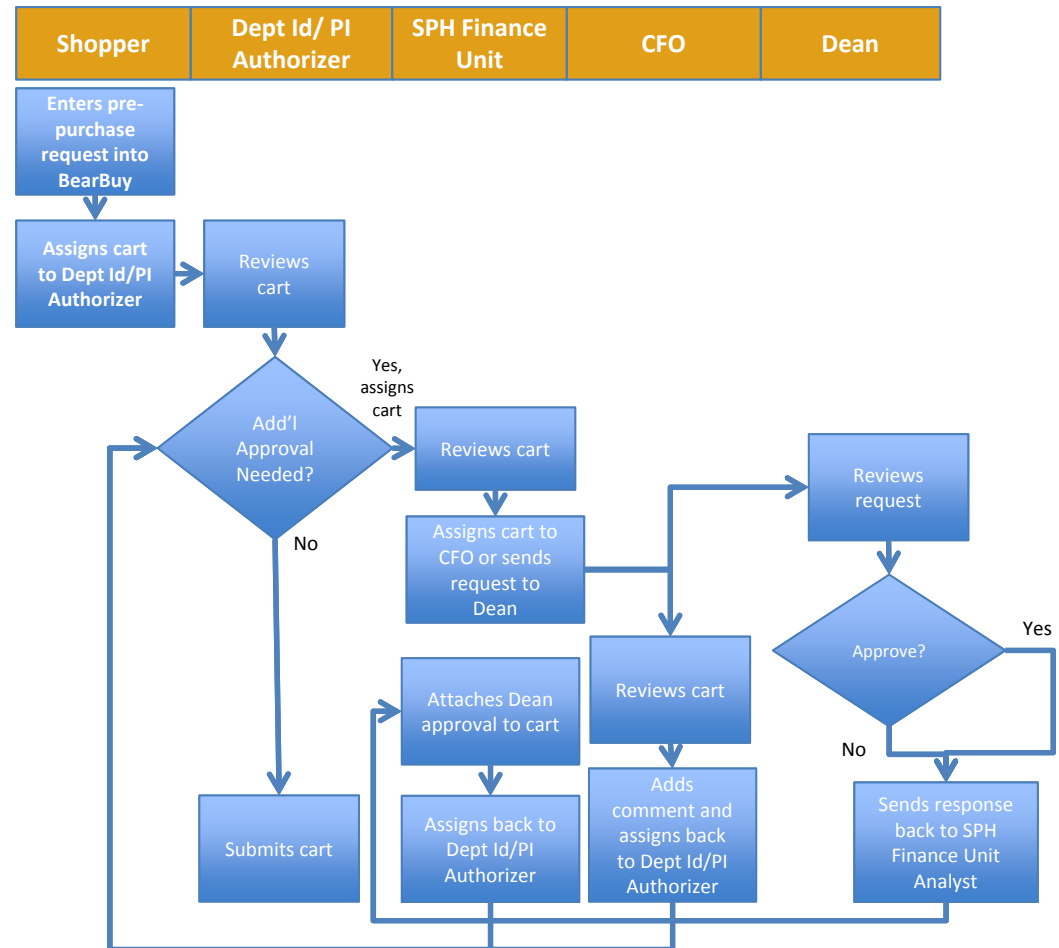 Shopper
Dept Id/ PI
Authorizer
SPH Finance
Unit
CFO
Dean
Enters pre-
purchase
request into
BearBuy
Assigns cart
to Dept Id/PI
Authorizer
Reviews
cart
Yes,
assigns
cart
Add'l
Approval
Needed?
No
Reviews cart
Assigns cart to
CFO or sends
request to
Dean
Reviews
request
Approve?
Yes
No
Reviews cart
Attaches Dean
approval to cart
Submits cart
Assigns back to
Dept Id/PI
Authorizer
Adds
comment and
assigns back
to Dept Id/PI
Authorizer
Sends response
back to SPH
Finance Unit
Analyst